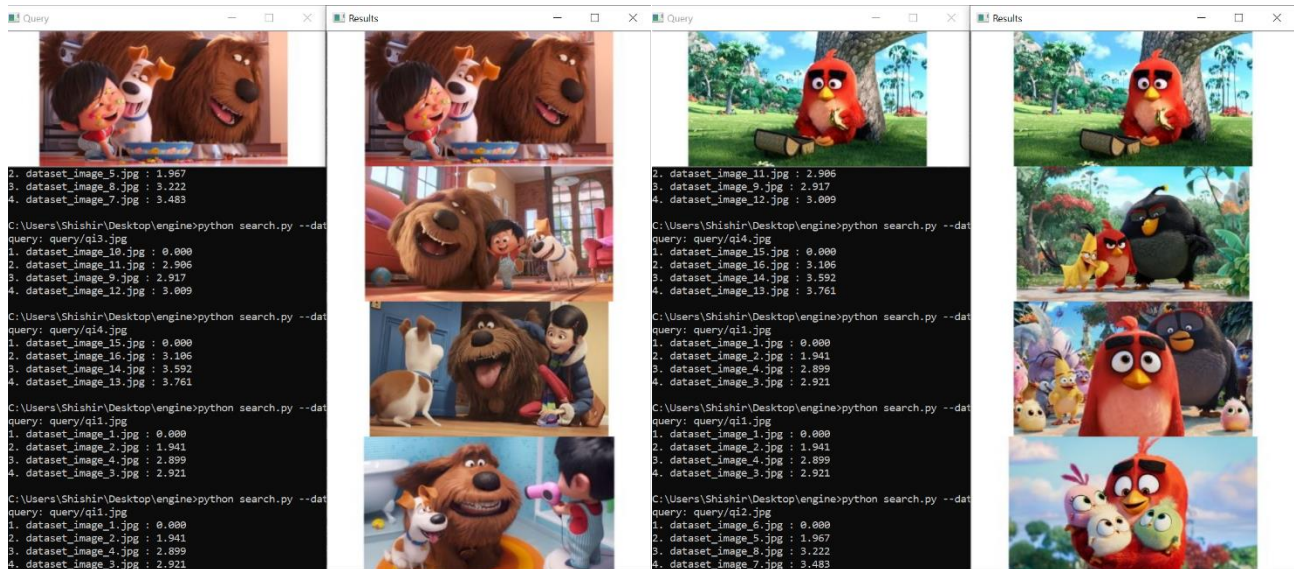 Query
Results
2. dataset_image_5.jpg : 1.967
3. dataset_image_8.jpg : 3.222
4. dataset_image_7.jpg : 3.483
C:\Users\Shishir\Desktop\engine>python search.py --dat
query: query/qi3.jpg
1. dataset_image_10.jpg : 0.000
2. dataset_image_11.jpg : 2.906
3. dataset_image_9.jpg : 2.917
4. dataset_image_12.jpg : 3.009
C:\Users\Shishir\Desktop\engine>python search.py --dat
query: query/qi4.jpg
1. dataset_image_15.jpg : 0.000
2. dataset_image_16.jpg : 3.106
3. dataset_image_14.jpg : 3.592
4. dataset_image_13.jpg : 3.761
C:\Users\Shishir\Desktop\engine>python search.py --dat
query: query/qi1.jpg
1. dataset_image_1.jpg : 0.000
2. dataset_image_2.jpg : 1.941
3. dataset_image_4.jpg : 2.899
4. dataset_image_3.jpg : 2.921
C:\Users\Shishir\Desktop\engine>python search.py --dat
query: query/qi1.jpg
1. dataset_image_1.jpg : 0.000
2. dataset_image_2.jpg : 1.941
3. dataset_image_4.jpg : 2.899
4. dataset_image_3.jpg : 2.921
Query
Results
2. dataset_image_11.jpg : 2.906
3. dataset_image_9.jpg : 2.917
4. dataset_image_12.jpg : 3.009
C:\Users\Shishir\Desktop\engine>python search.py --dat
query: query/qi4.jpg
1. dataset_image_15.jpg : 0.000
2. dataset_image_16.jpg : 3.106
3. dataset_image_14.jpg : 3.592
4. dataset_image_13.jpg : 3.761
C:\Users\Shishir\Desktop\engine>python search.py --dat
query: query/qi1.jpg
1. dataset_image_1.jpg : 0.000
2. dataset_image_2.jpg : 1.941
3. dataset_image_4.jpg : 2.899
4. dataset_image_3.jpg : 2.921
C:\Users\Shishir\Desktop\engine>python search.py --dat
query: query/qi1.jpg
1. dataset_image_1.jpg : 0.000
2. dataset_image_2.jpg : 1.941
3. dataset_image_4.jpg : 2.899
4. dataset_image_3.jpg : 2.921
C:\Users\Shishir\Desktop\engine>python search.py --dat
query: query/qi2.jpg
1. dataset_image_6.jpg : 0.000
2. dataset_image_5.jpg : 1.967
3. dataset_image_8.jpg : 3.222
4. dataset_image_7.jpg : 3.483